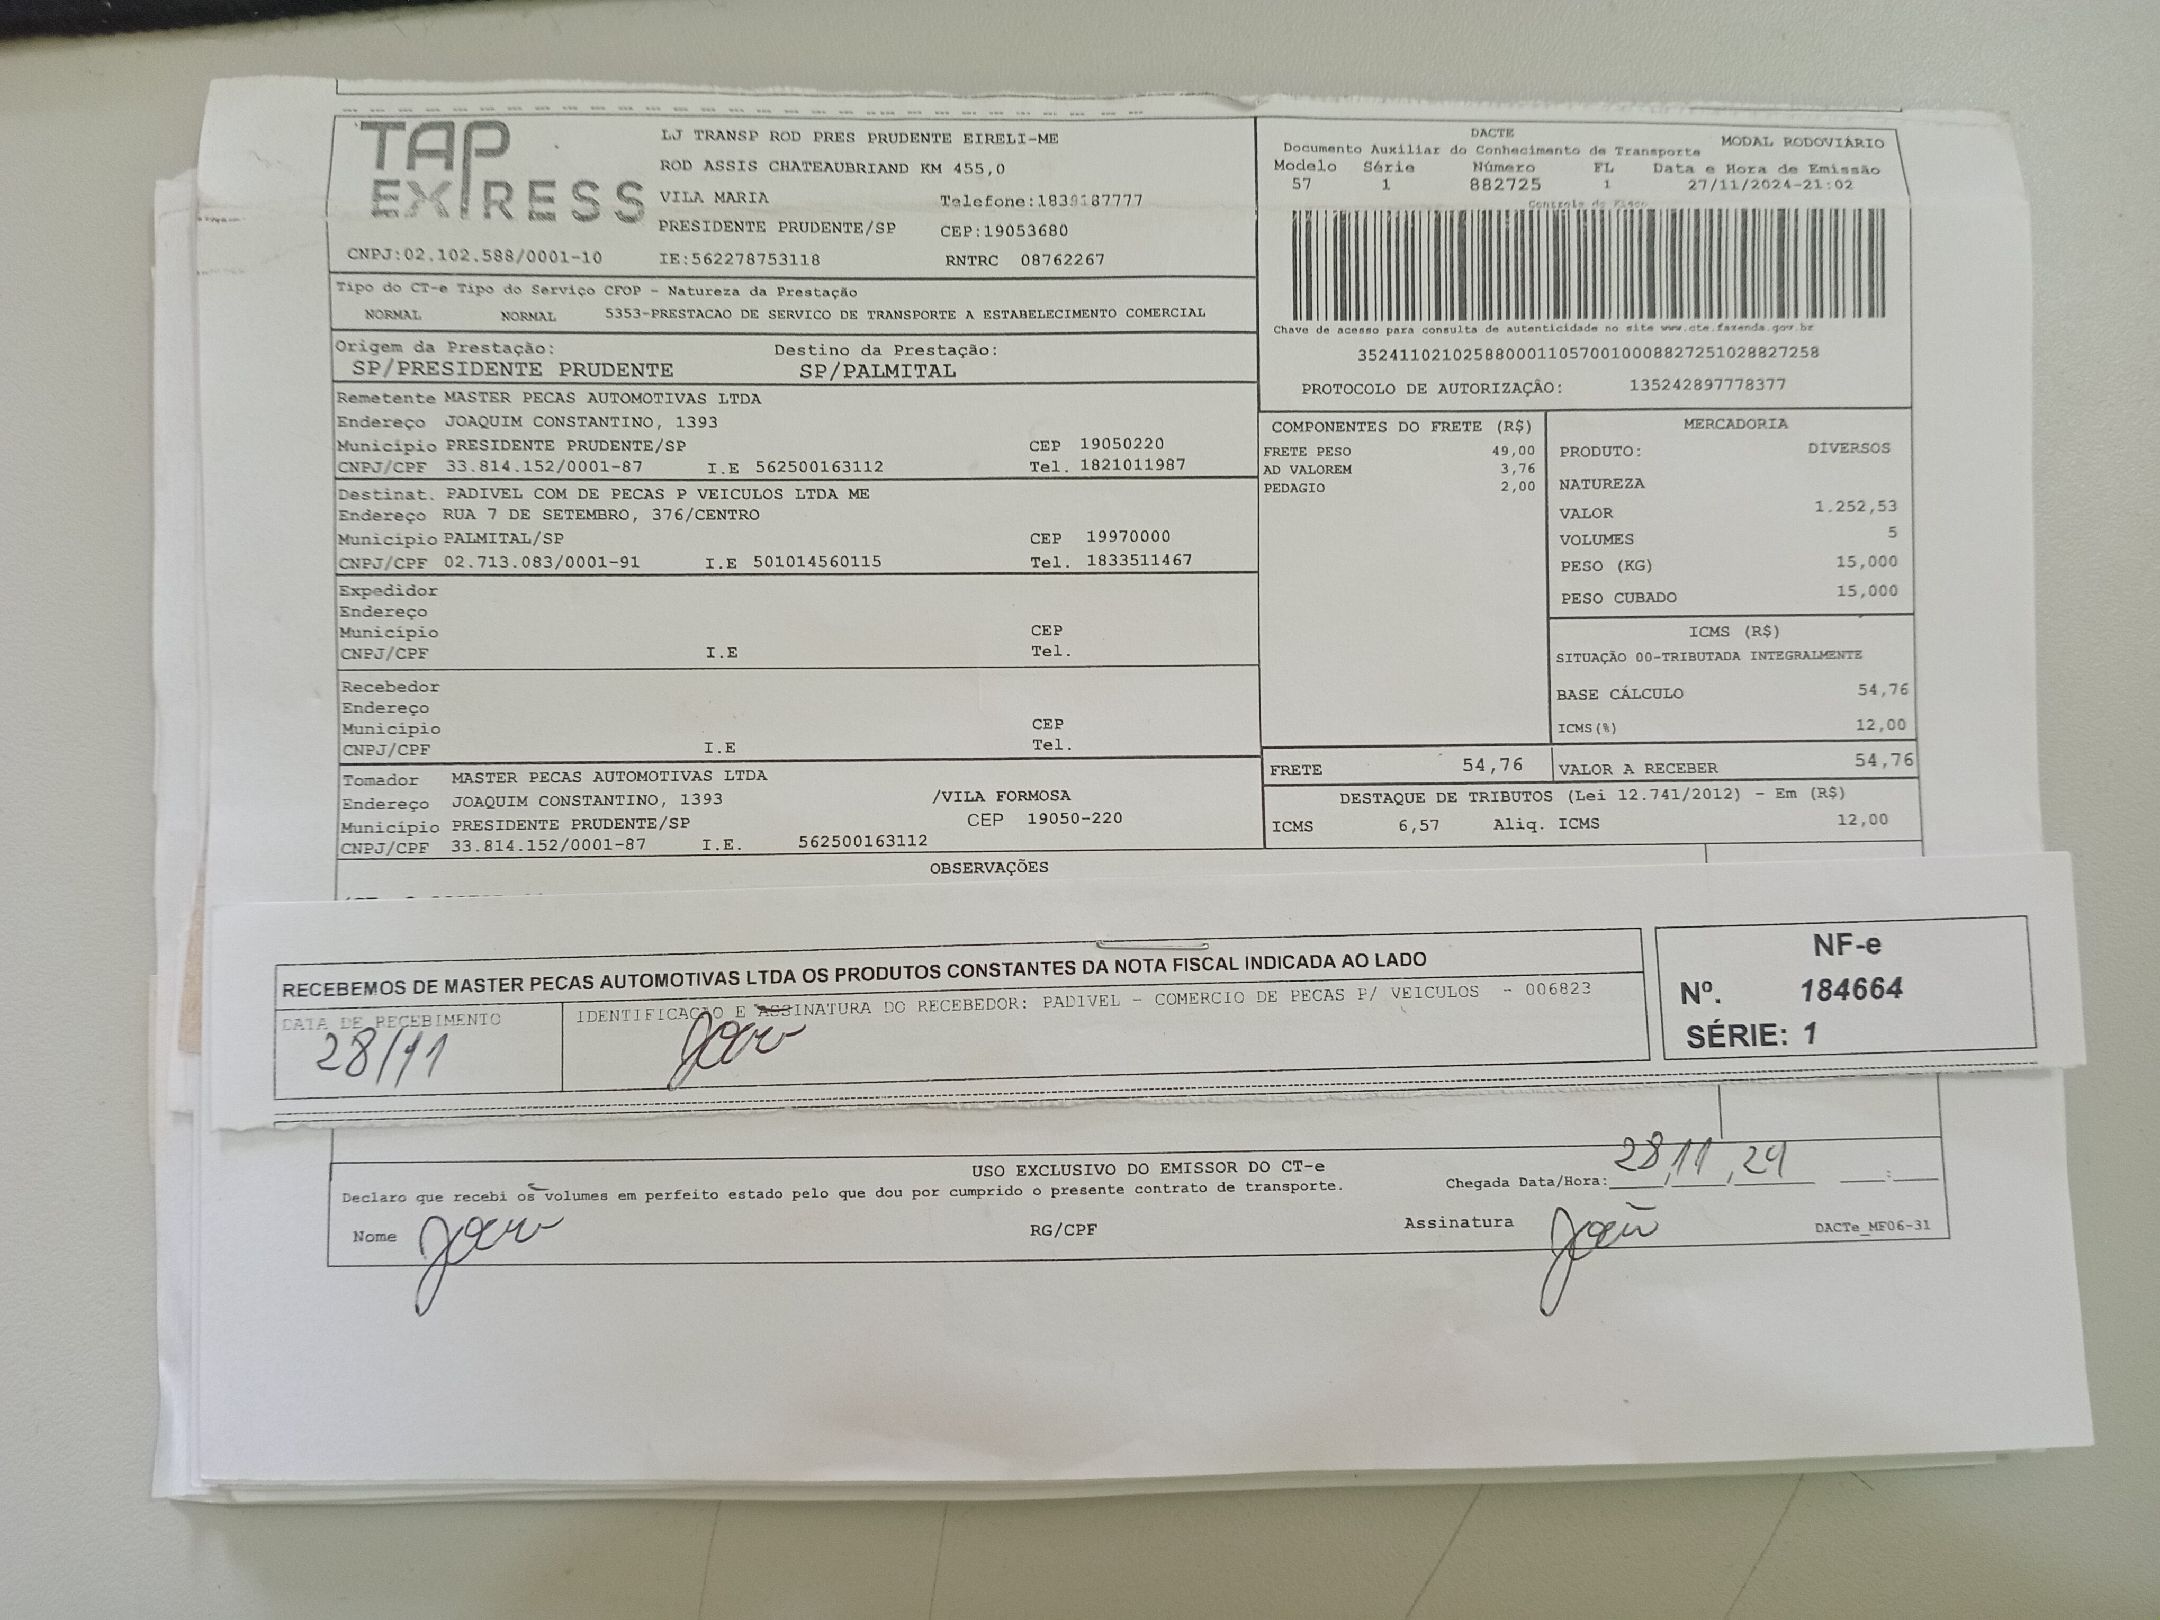 TAP EXPRESS
CNPJ:02.102.588/0001-10
LJ TRANSP ROD PRES PRUDENTE EIRELI-ME
ROD ASSIS CHATEAUBRIAND KM 455,0
VILA MARIA Telefone:1839187777
PRESIDENTE PRUDENTE/SP CEP:19053680
IE:562278753118 RNTRC 08762267
DACTE
Documento Auxiliar do Conhecimento de Transporte MODAL RODOVIÁRIO
Modelo Série Número FL Data e Hora de Emissão
57 1 882725 1 27/11/2024-21:02
Controle do Fisco
Chave de acesso para consulta de autenticidade no site www.cte.fazenda.gov.br
35241102102588000110570010008827251028827258
PROTOCOLO DE AUTORIZAÇÃO: 135242897778377
Tipo do CT-e Tipo do Serviço CFOP - Natureza da Prestação
NORMAL NORMAL 5353-PRESTACAO DE SERVICO DE TRANSPORTE A ESTABELECIMENTO COMERCIAL
Origem da Prestação: Destino da Prestação:
SP/PRESIDENTE PRUDENTE SP/PALMITAL
Remetente MASTER PECAS AUTOMOTIVAS LTDA
Endereço JOAQUIM CONSTANTINO, 1393
Município PRESIDENTE PRUDENTE/SP CEP 19050220
CNPJ/CPF 33.814.152/0001-87 I.E 562500163112 Tel. 1821011987
Destinat. PADIVEL COM DE PECAS P VEICULOS LTDA ME
Endereço RUA 7 DE SETEMBRO, 376/CENTRO
Município PALMITAL/SP CEP 19970000
CNPJ/CPF 02.713.083/0001-91 I.E 501014560115 Tel. 1833511467
Expedidor
Endereço
Município CEP
CNPJ/CPF I.E Tel.
Recebedor
Endereço
Município CEP
CNPJ/CPF I.E Tel.
Tomador MASTER PECAS AUTOMOTIVAS LTDA
Endereço JOAQUIM CONSTANTINO, 1393 /VILA FORMOSA
Município PRESIDENTE PRUDENTE/SP CEP 19050-220
CNPJ/CPF 33.814.152/0001-87 I.E. 562500163112
COMPONENTES DO FRETE (R$)
FRETE PESO 49,00
AD VALOREM 3,76
PEDAGIO 2,00
MERCADORIA
PRODUTO: DIVERSOS
NATUREZA
VALOR 1.252,53
VOLUMES 5
PESO (KG) 15,000
PESO CUBADO 15,000
ICMS (R$)
SITUAÇÃO 00-TRIBUTADA INTEGRALMENTE
BASE CÁLCULO 54,76
ICMS(%) 12,00
FRETE 54,76 VALOR A RECEBER 54,76
DESTAQUE DE TRIBUTOS (Lei 12.741/2012) - Em (R$)
ICMS 6,57 Aliq. ICMS 12,00
OBSERVAÇÕES
RECEBEMOS DE MASTER PECAS AUTOMOTIVAS LTDA OS PRODUTOS CONSTANTES DA NOTA FISCAL INDICADA AO LADO
DATA DE RECEBIMENTO IDENTIFICACAO E ASSINATURA DO RECEBEDOR: PADIVEL - COMERCIO DE PECAS P/ VEICULOS - 006823
28/11 João
NF-e
Nº. 184664
SÉRIE: 1
USO EXCLUSIVO DO EMISSOR DO CT-e
Declaro que recebi os volumes em perfeito estado pelo que dou por cumprido o presente contrato de transporte. Chegada Data/Hora: 28/11/24 :
Nome João RG/CPF Assinatura João DACTe_MF06-31